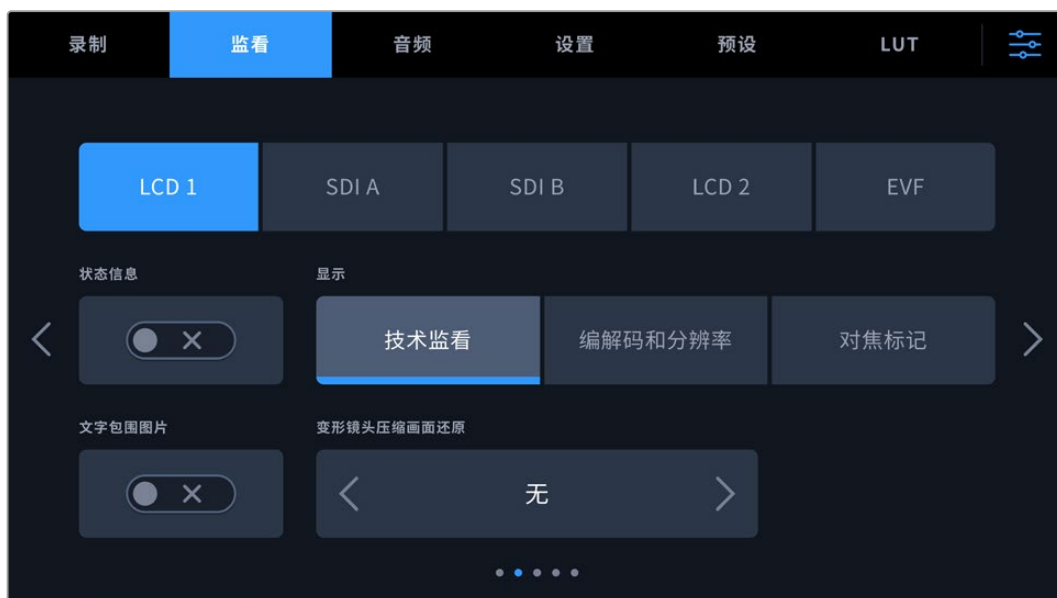 录制 监看 音频 设置 预设 LUT
LCD 1 SDI A SDI B LCD 2 EVF
状态信息 显示
技术监看 编解码和分辨率 对焦标记
文字包围图片 变形镜头压缩画面还原
无